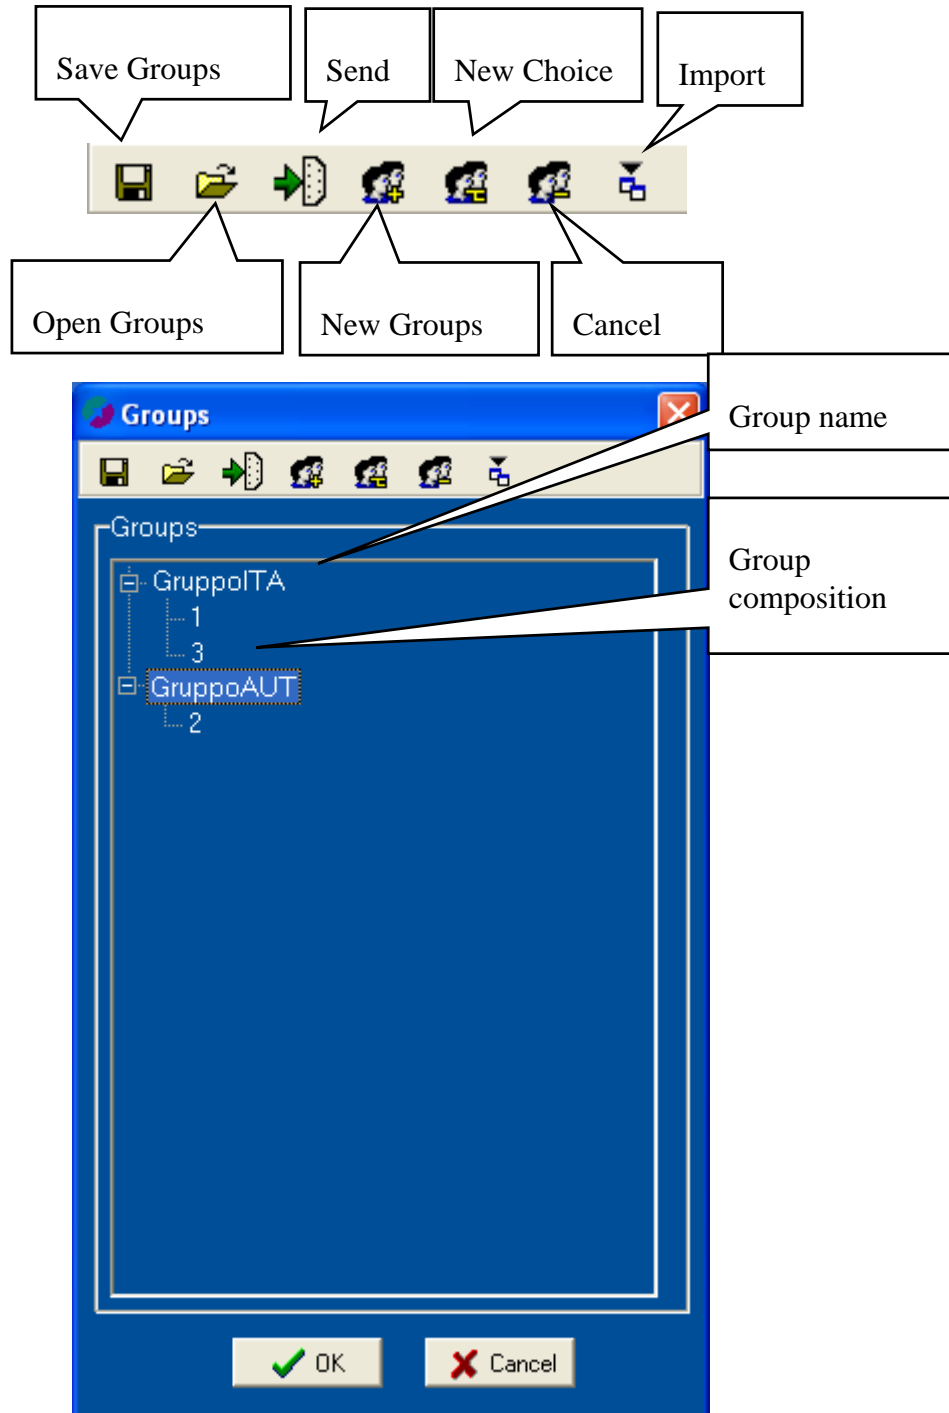 Save Groups
Send
New Choice
Import
Open Groups
New Groups
Cancel
Groups
Group name
Groups
GruppoITA
1
3
GruppoAUT
2
Group
composition
OK
Cancel